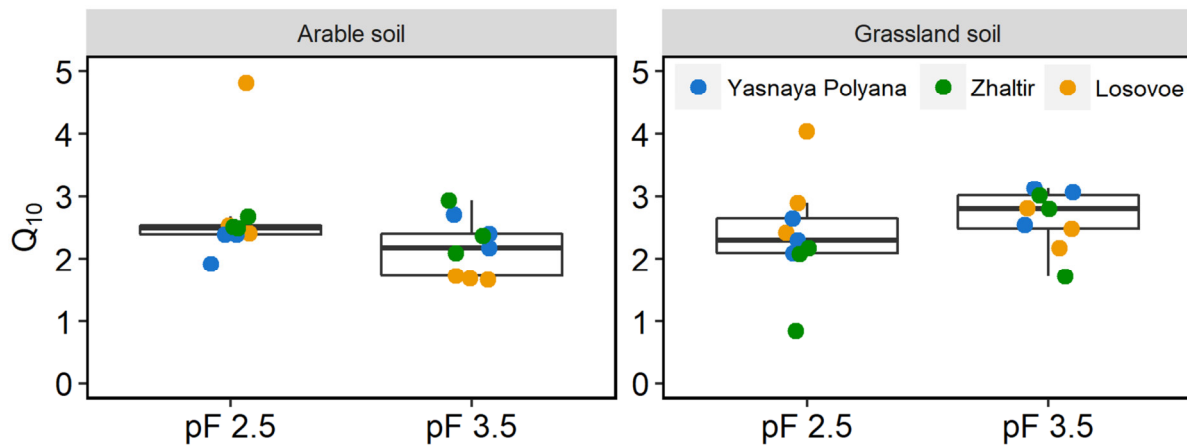 Arable soil
Grassland soil
Q10
5
4
3
2
1
0
5
4
3
2
1
0
Yasnaya Polyana
Zhaltir
Losovoe
pF 2.5
pF 3.5
pF 2.5
pF 3.5